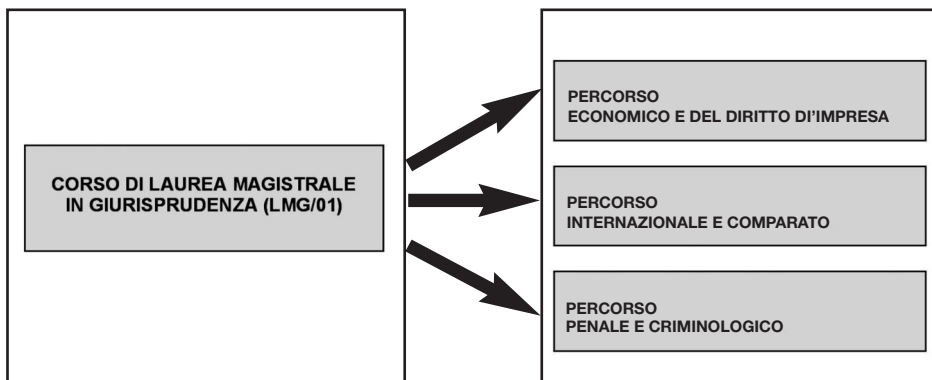 CORSO DI LAUREA MAGISTRALE
IN GIURISPRUDENZA (LMG/01)
PERCORSO
ECONOMICO E DEL DIRITTO DI’IMPRESA
PERCORSO
INTERNAZIONALE E COMPARATO
PERCORSO
PENALE E CRIMINOLOGICO